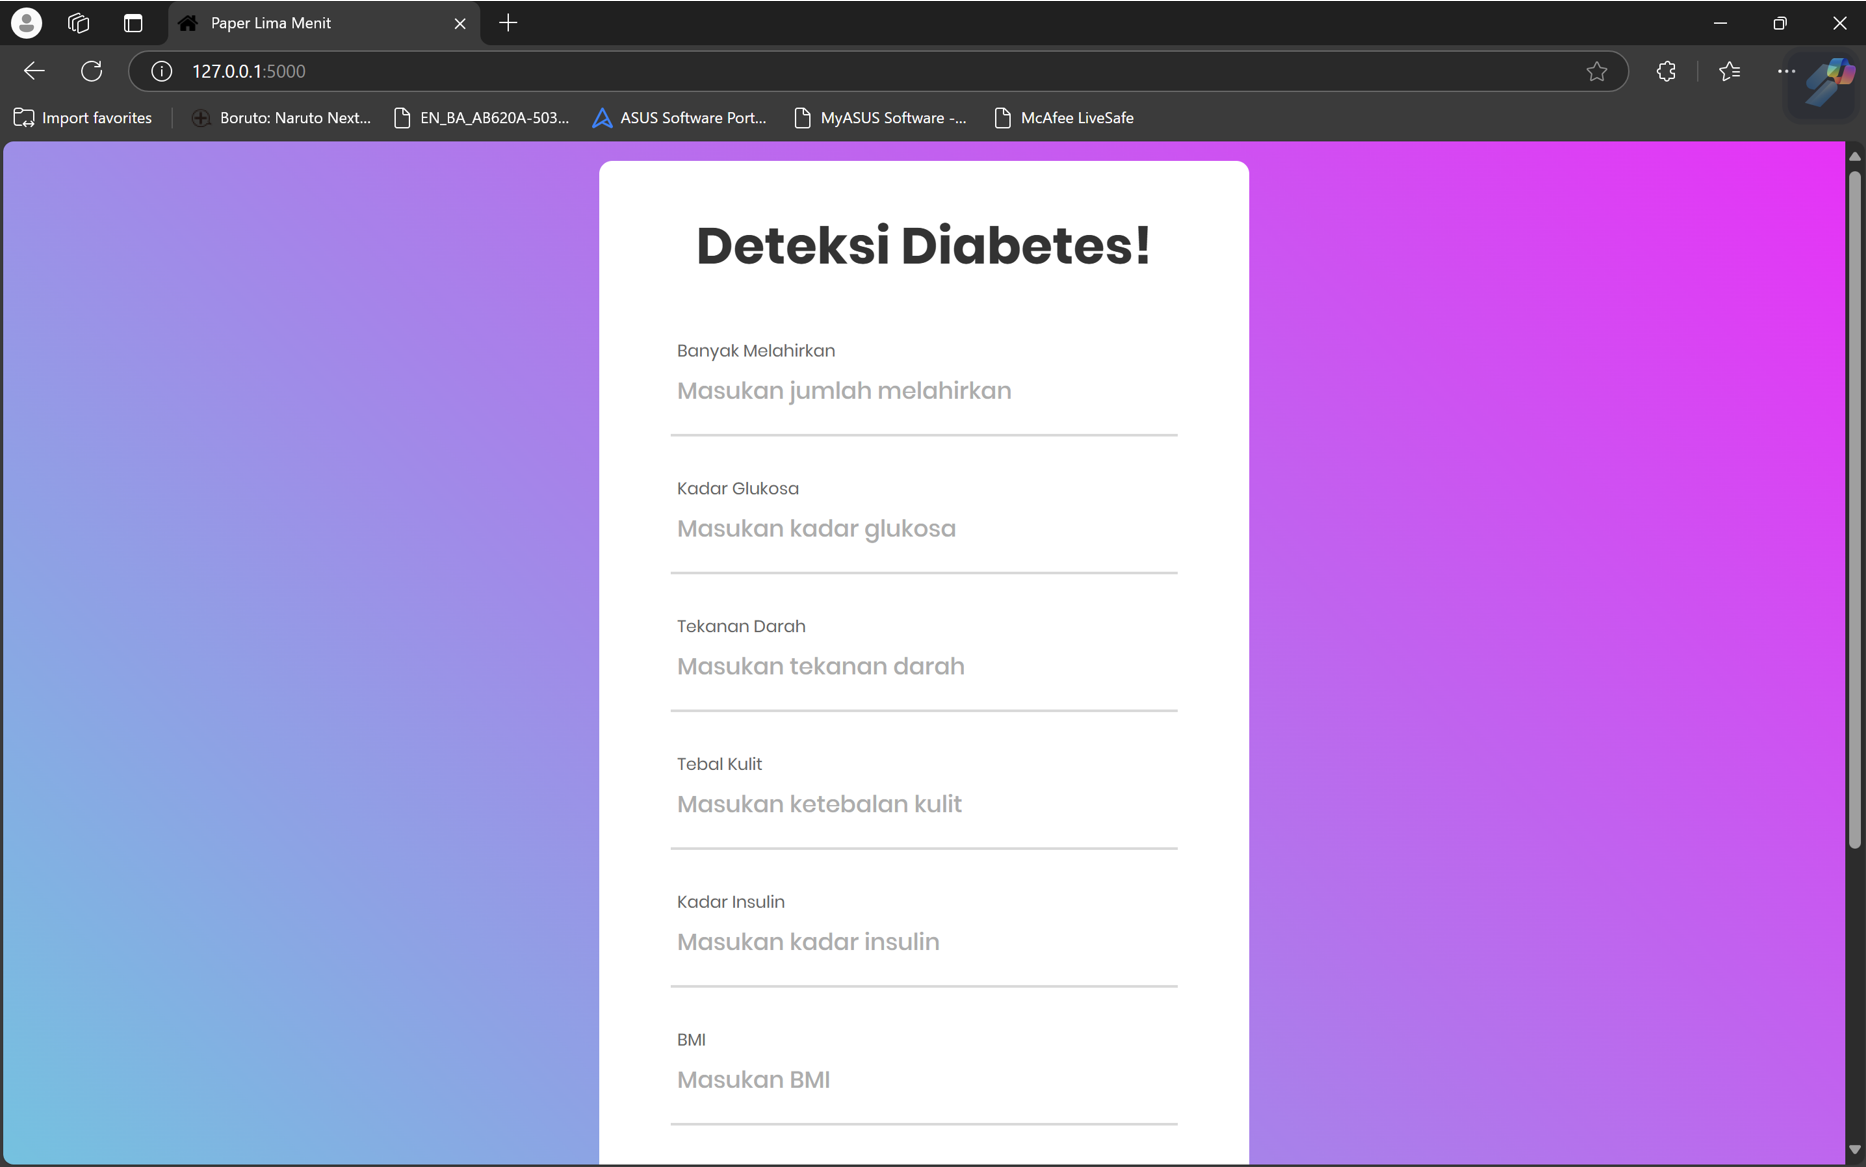 Paper Lima Menit
127.0.0.1:5000
Import favorites
Boruto: Naruto Next...
EN_BA_AB620A-503...
ASUS Software Port...
MyASUS Software -...
McAfee LiveSafe
Deteksi Diabetes!
Banyak Melahirkan
Masukan jumlah melahirkan
Kadar Glukosa
Masukan kadar glukosa
Tekanan Darah
Masukan tekanan darah
Tebal Kulit
Masukan ketebalan kulit
Kadar Insulin
Masukan kadar insulin
BMI
Masukan BMI